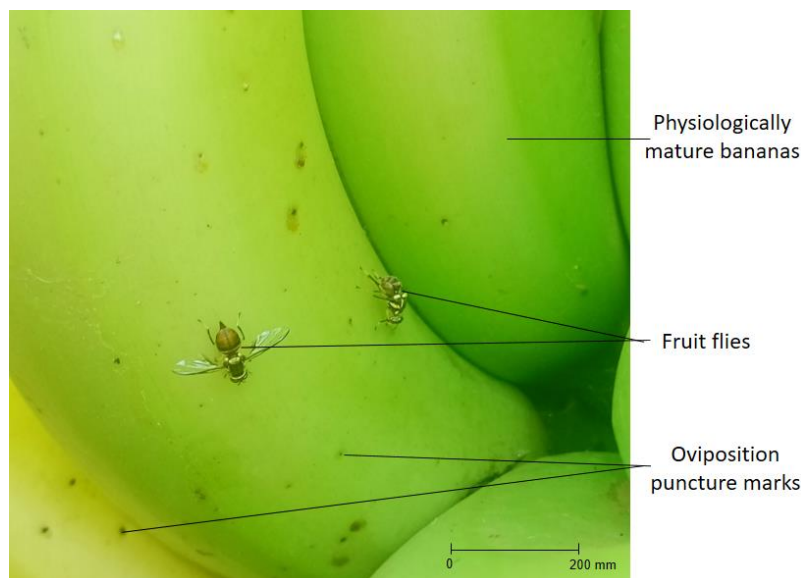 Physiologically
mature bananas
Fruit flies
Oviposition
puncture marks
0 200 mm